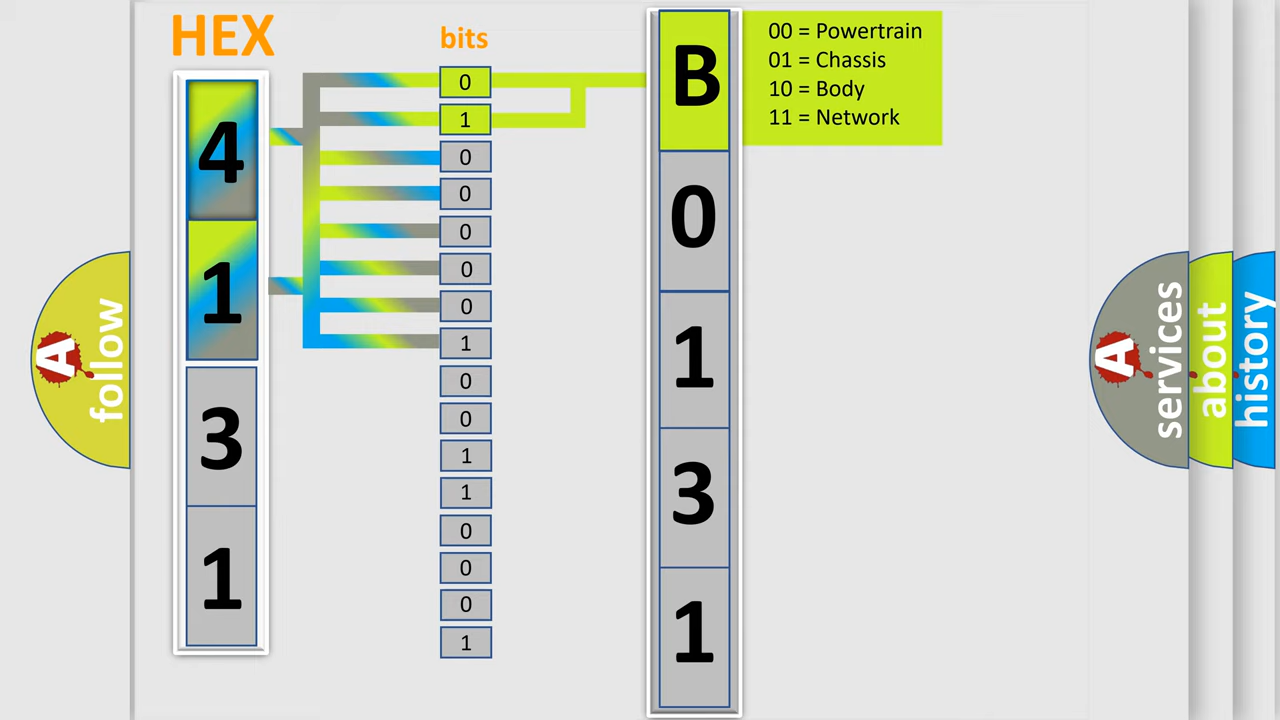 HEX
bits
4
1
3
1
0
1
0
0
0
0
0
1
0
0
1
1
0
0
0
1
B
0
1
3
1
00 = Powertrain
01 = Chassis
10 = Body
11 = Network
A
follow
A
services
about
history